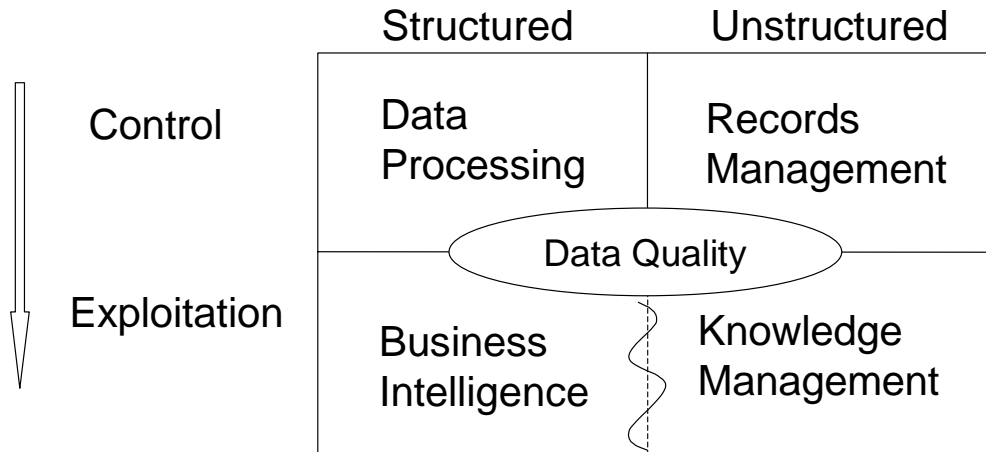 Structured
Unstructured
Control
Data
Processing
Records
Management
Data Quality
Exploitation
Business
Intelligence
Knowledge
Management